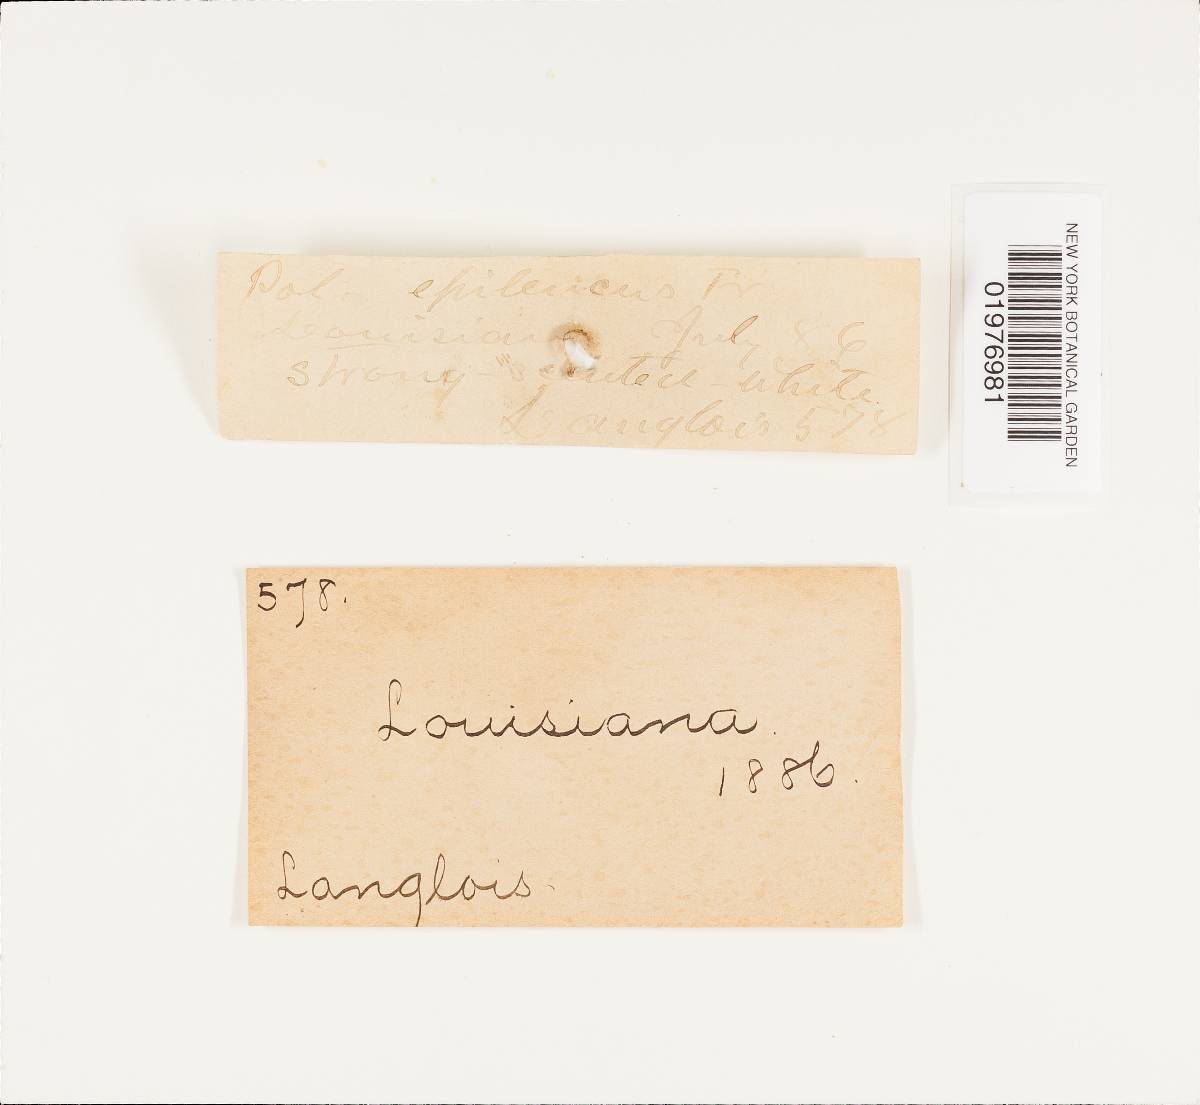 Pol. epileucus Fr
Louisiana July 86
strong-scented-white.
Langlois 578
NEW YORK BOTANICAL GARDEN
01976981
578.
Louisiana.
1886.
Langlois.